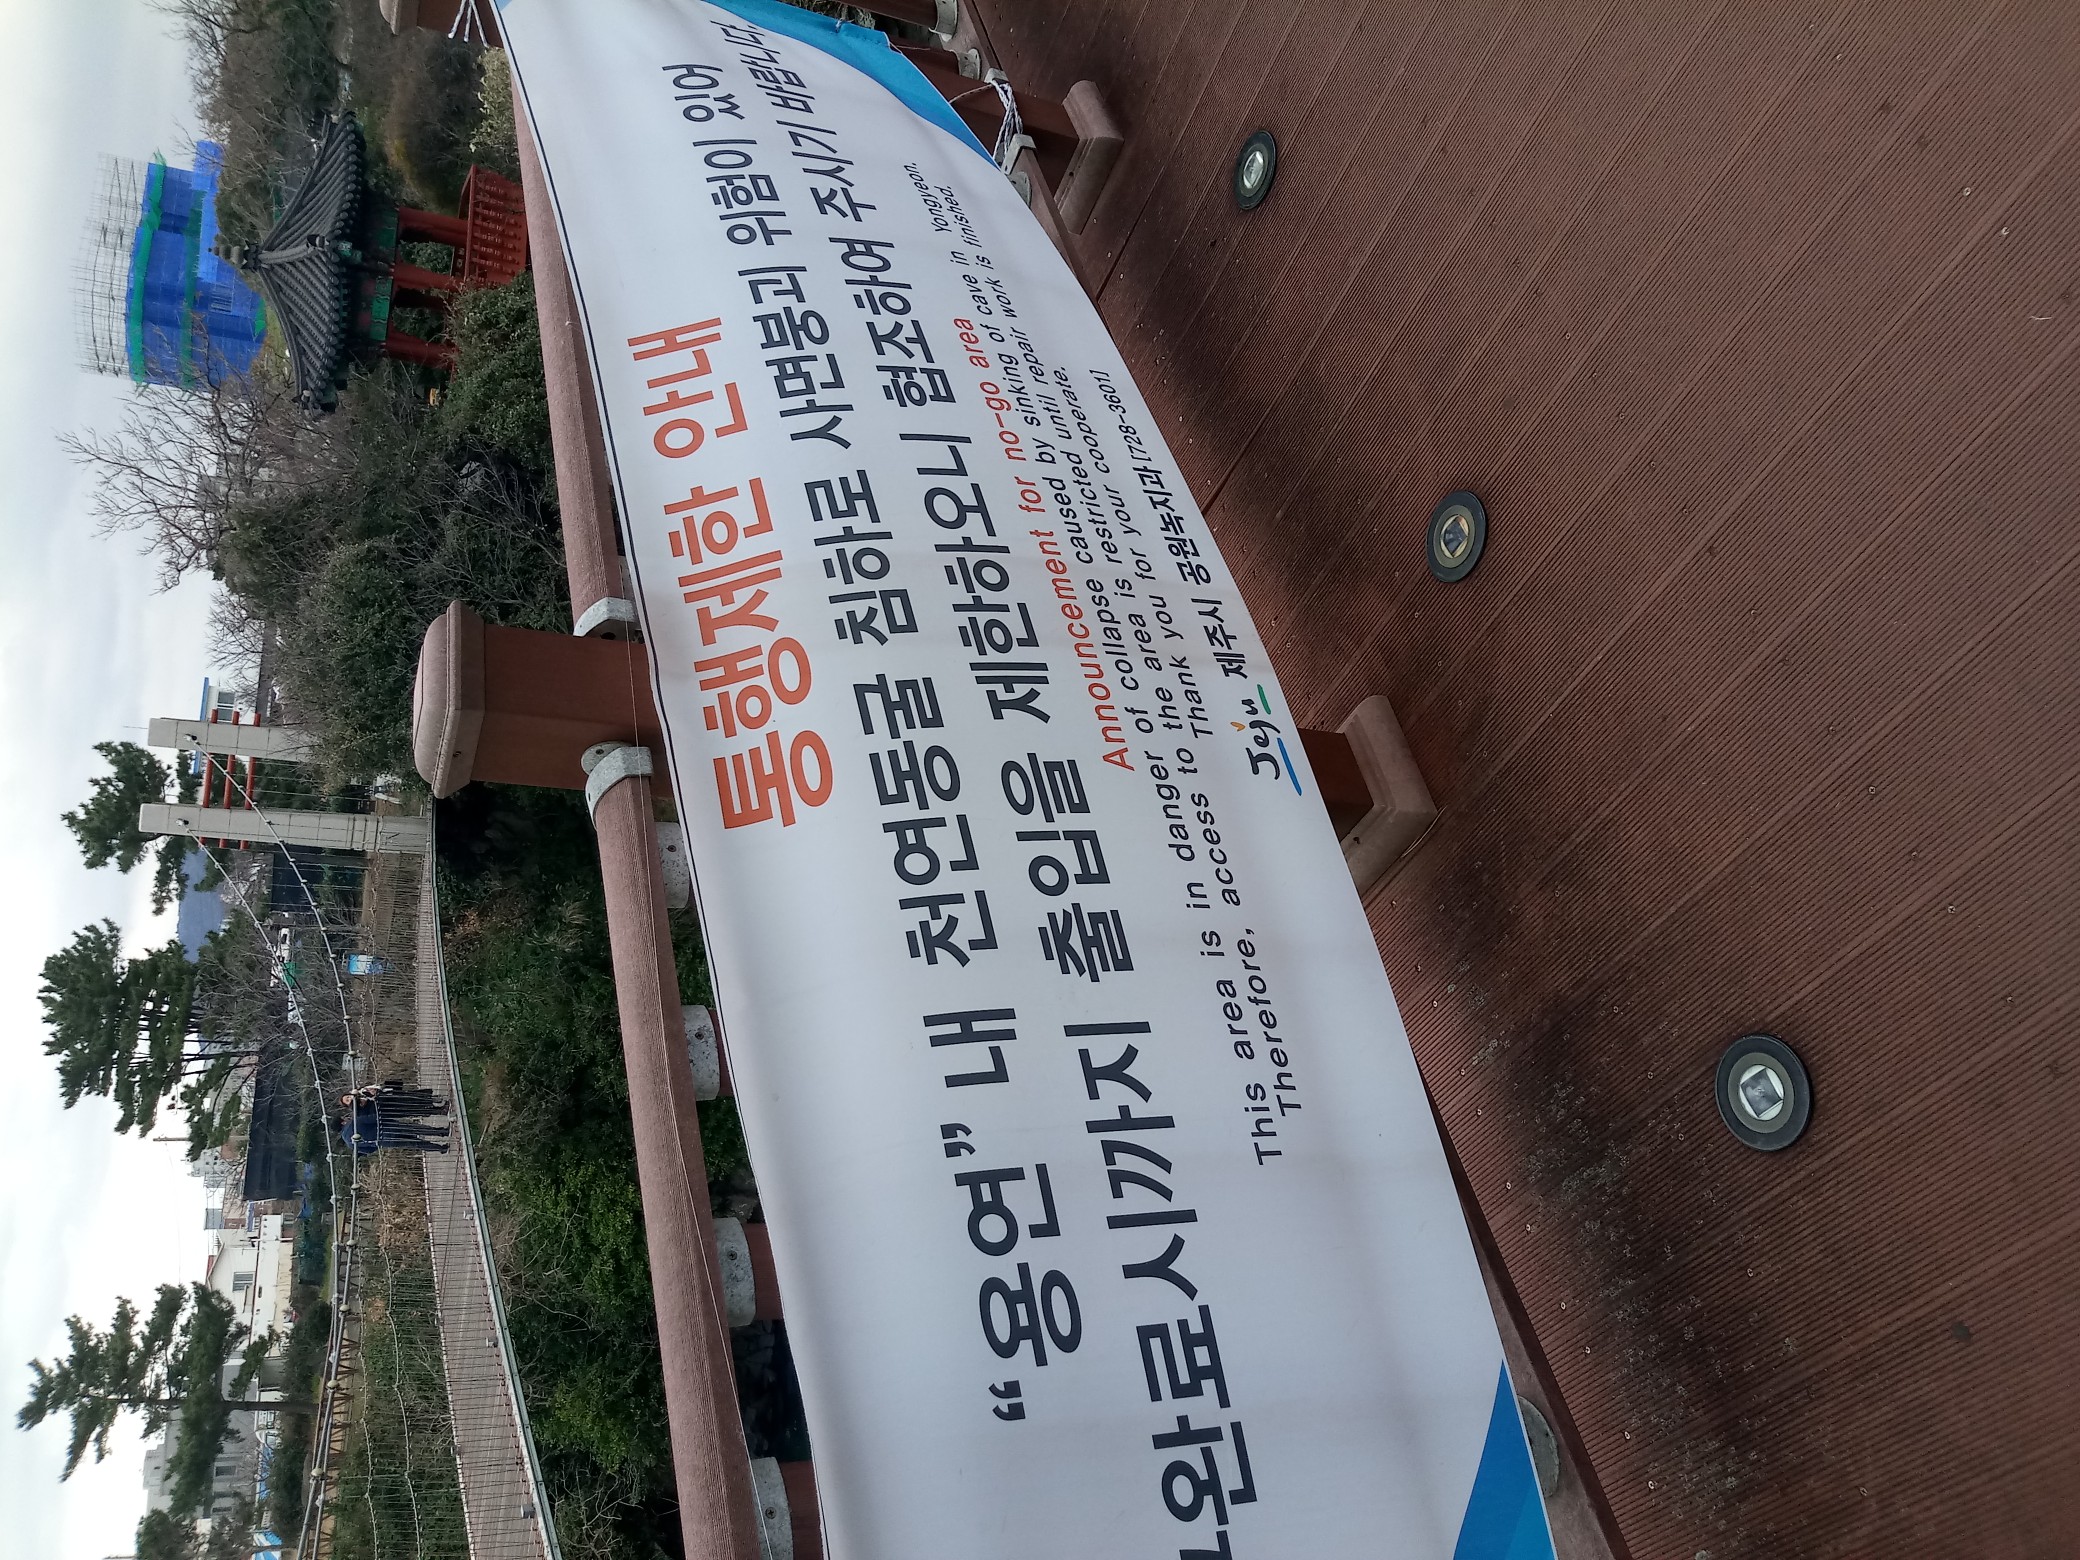 통행제한 안내
“용연” 내 천연동굴 침하로 사면붕괴 위험이 있어
완료시까지 출입을 제한하오니 협조하여 주시기 바랍니다.
Announcement for no-go area
This area is in danger of collapse caused by sinking of cave in Yongyeon.
Therefore, access to the area is restricted until repair work is finished.
Thank you for your cooperate.
Jeju 제주시 공원녹지과 [728-3601]